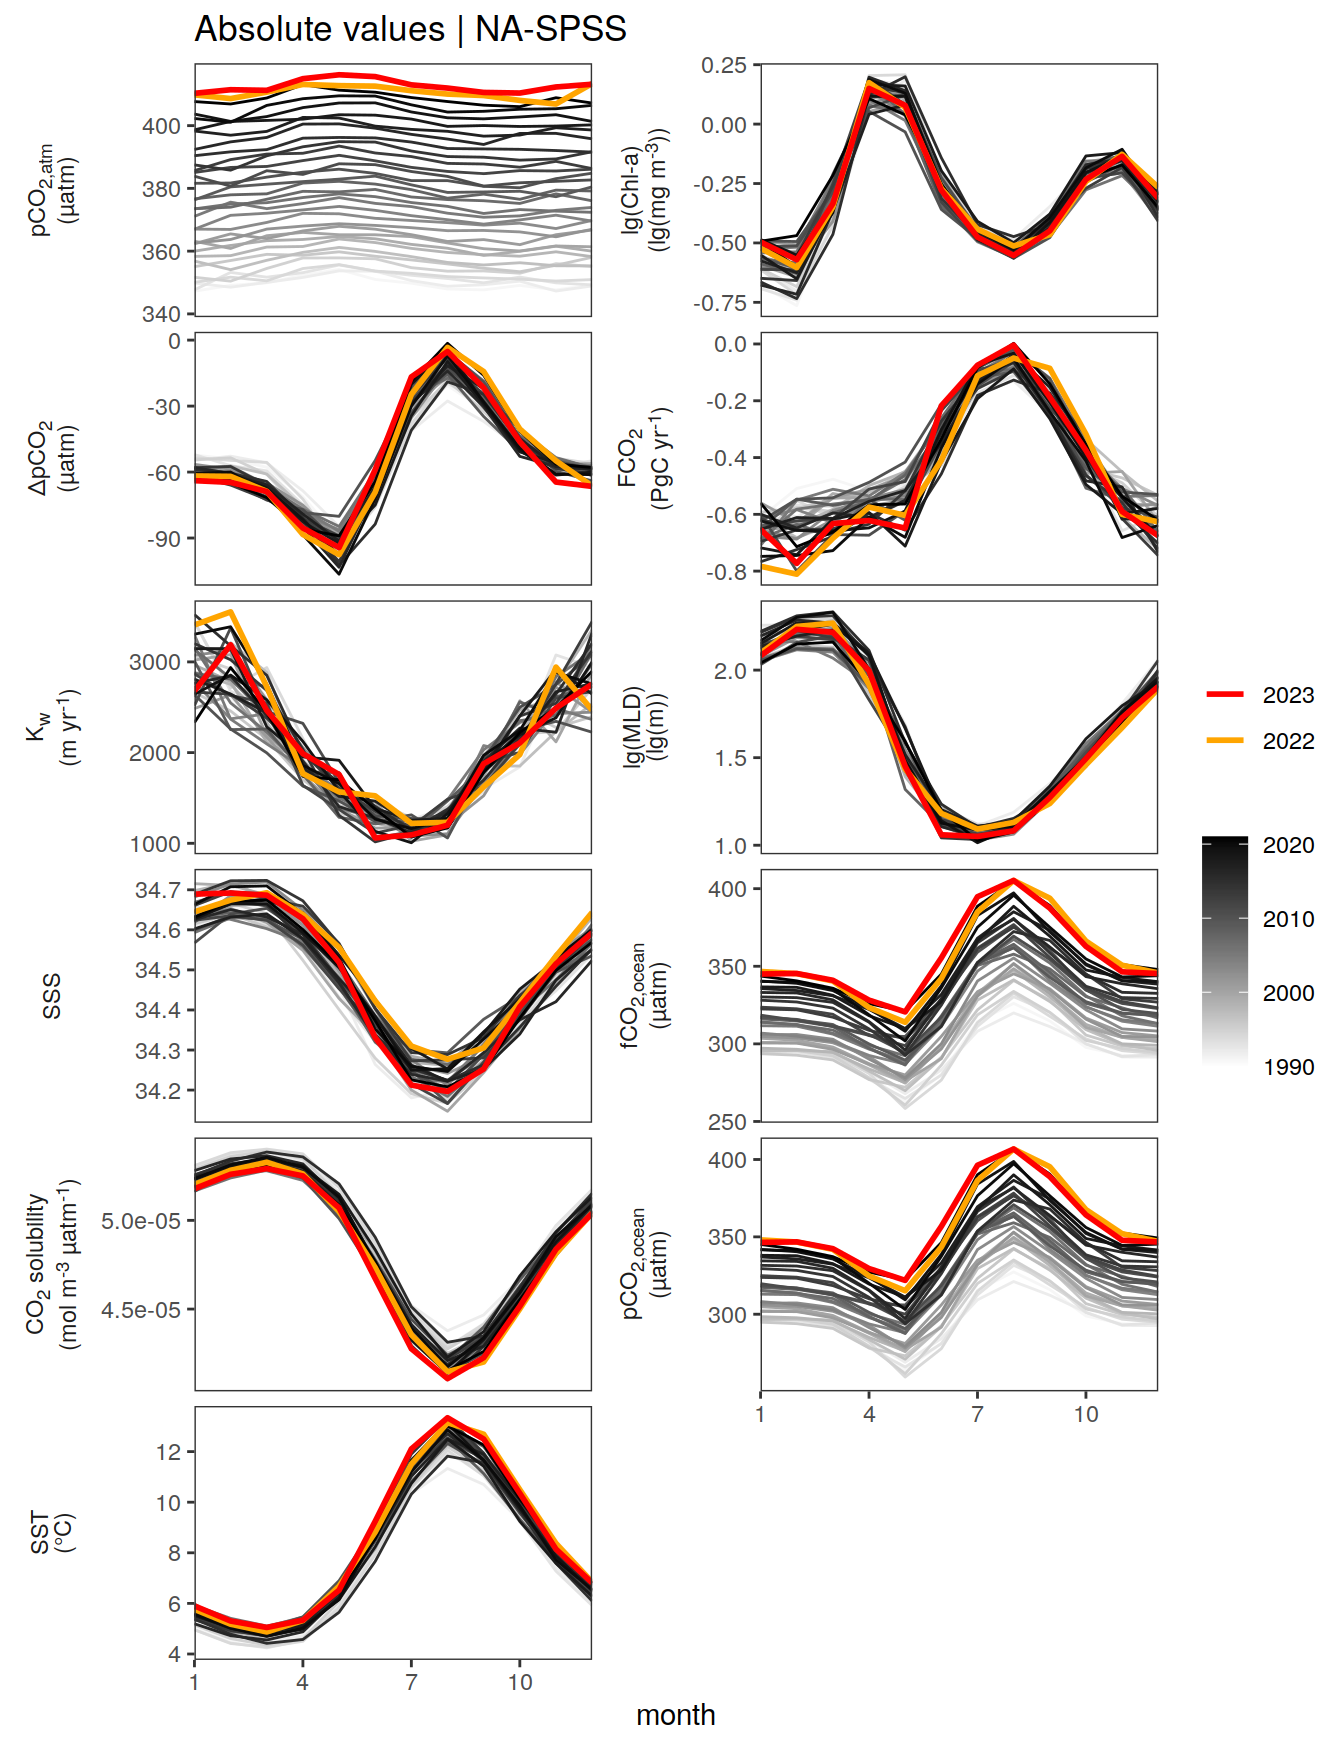 Absolute values | NA-SPSS
pCO2,atm
(µatm)
400
380
360
340
lg(Chl-a)
(lg(mg m-3))
0.25
0.00
-0.25
-0.50
-0.75
ΔpCO2
(µatm)
0
-30
-60
-90
FCO2
(PgC yr-1)
0.0
-0.2
-0.4
-0.6
-0.8
Kw
(m yr-1)
3000
2000
1000
lg(MLD)
(lg(m))
2.0
1.5
1.0
SSS
34.7
34.6
34.5
34.4
34.3
34.2
fCO2,ocean
(µatm)
400
350
300
250
CO2 solubility
(mol m-3 µatm-1)
5.0e-05
4.5e-05
pCO2,ocean
(µatm)
400
350
300
1 4 7 10
SST
(°C)
12
10
8
6
4
1 4 7 10
month
2023
2022
2020
2010
2000
1990